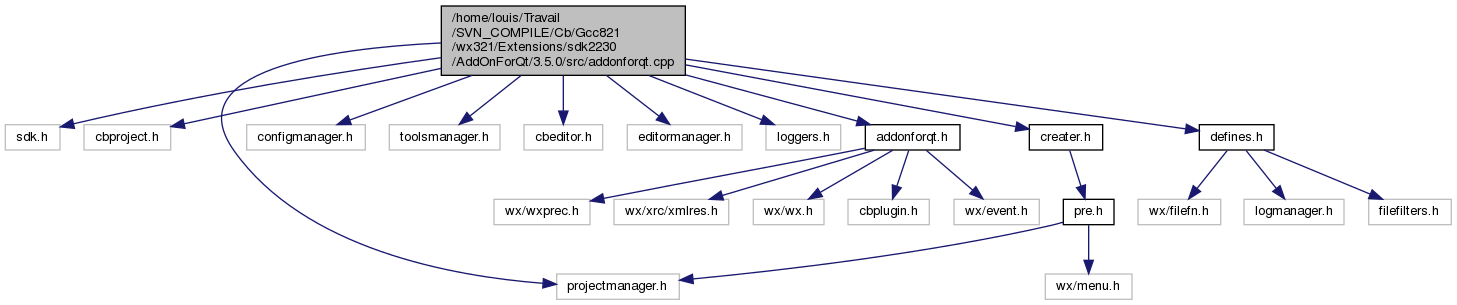 /home/louis/Travail
/SVN_COMPILE/Cb/Gcc821
/wx321/Extensions/sdk2230
/AddOnForQt/3.5.0/src/addonforqt.cpp
sdk.h
cbproject.h
configmanager.h
toolsmanager.h
cbeditor.h
editormanager.h
loggers.h
addonforqt.h
creater.h
defines.h
wx/wxprec.h
wx/xrc/xmlres.h
wx/wx.h
cbplugin.h
wx/event.h
pre.h
wx/filefn.h
logmanager.h
filefilters.h
projectmanager.h
wx/menu.h